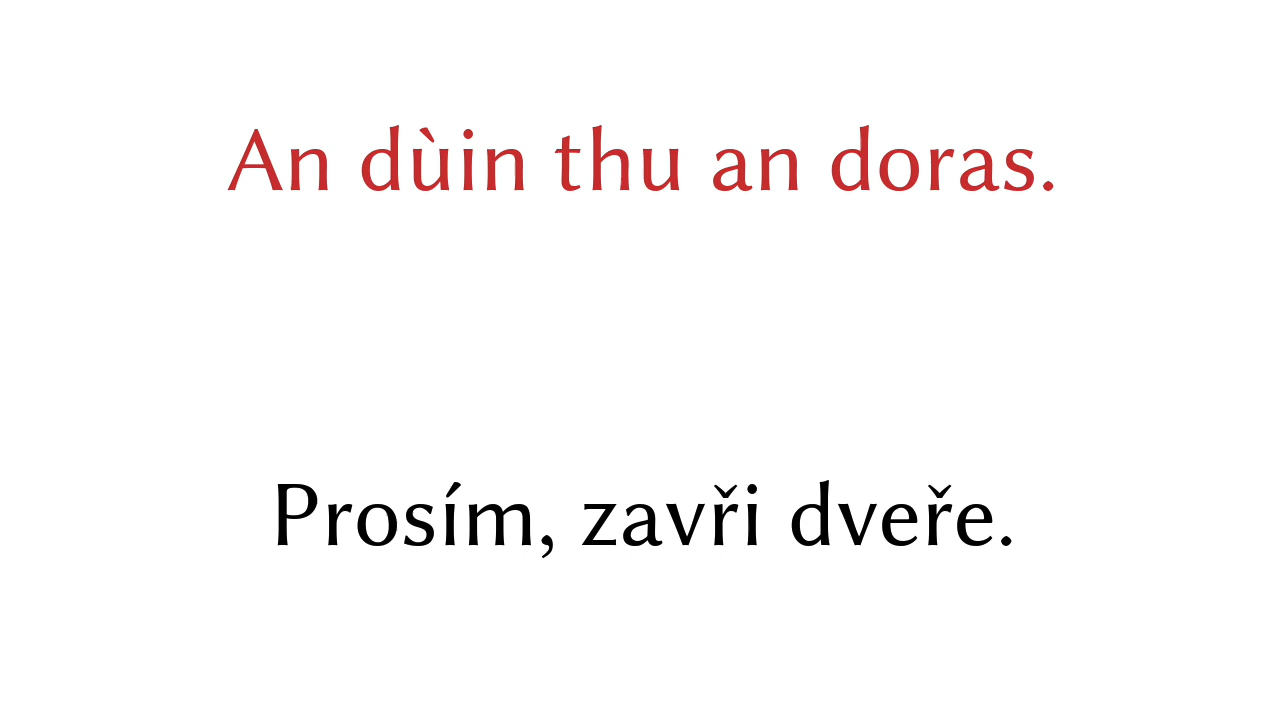 An dùin thu an doras.
Prosím, zavři dveře.